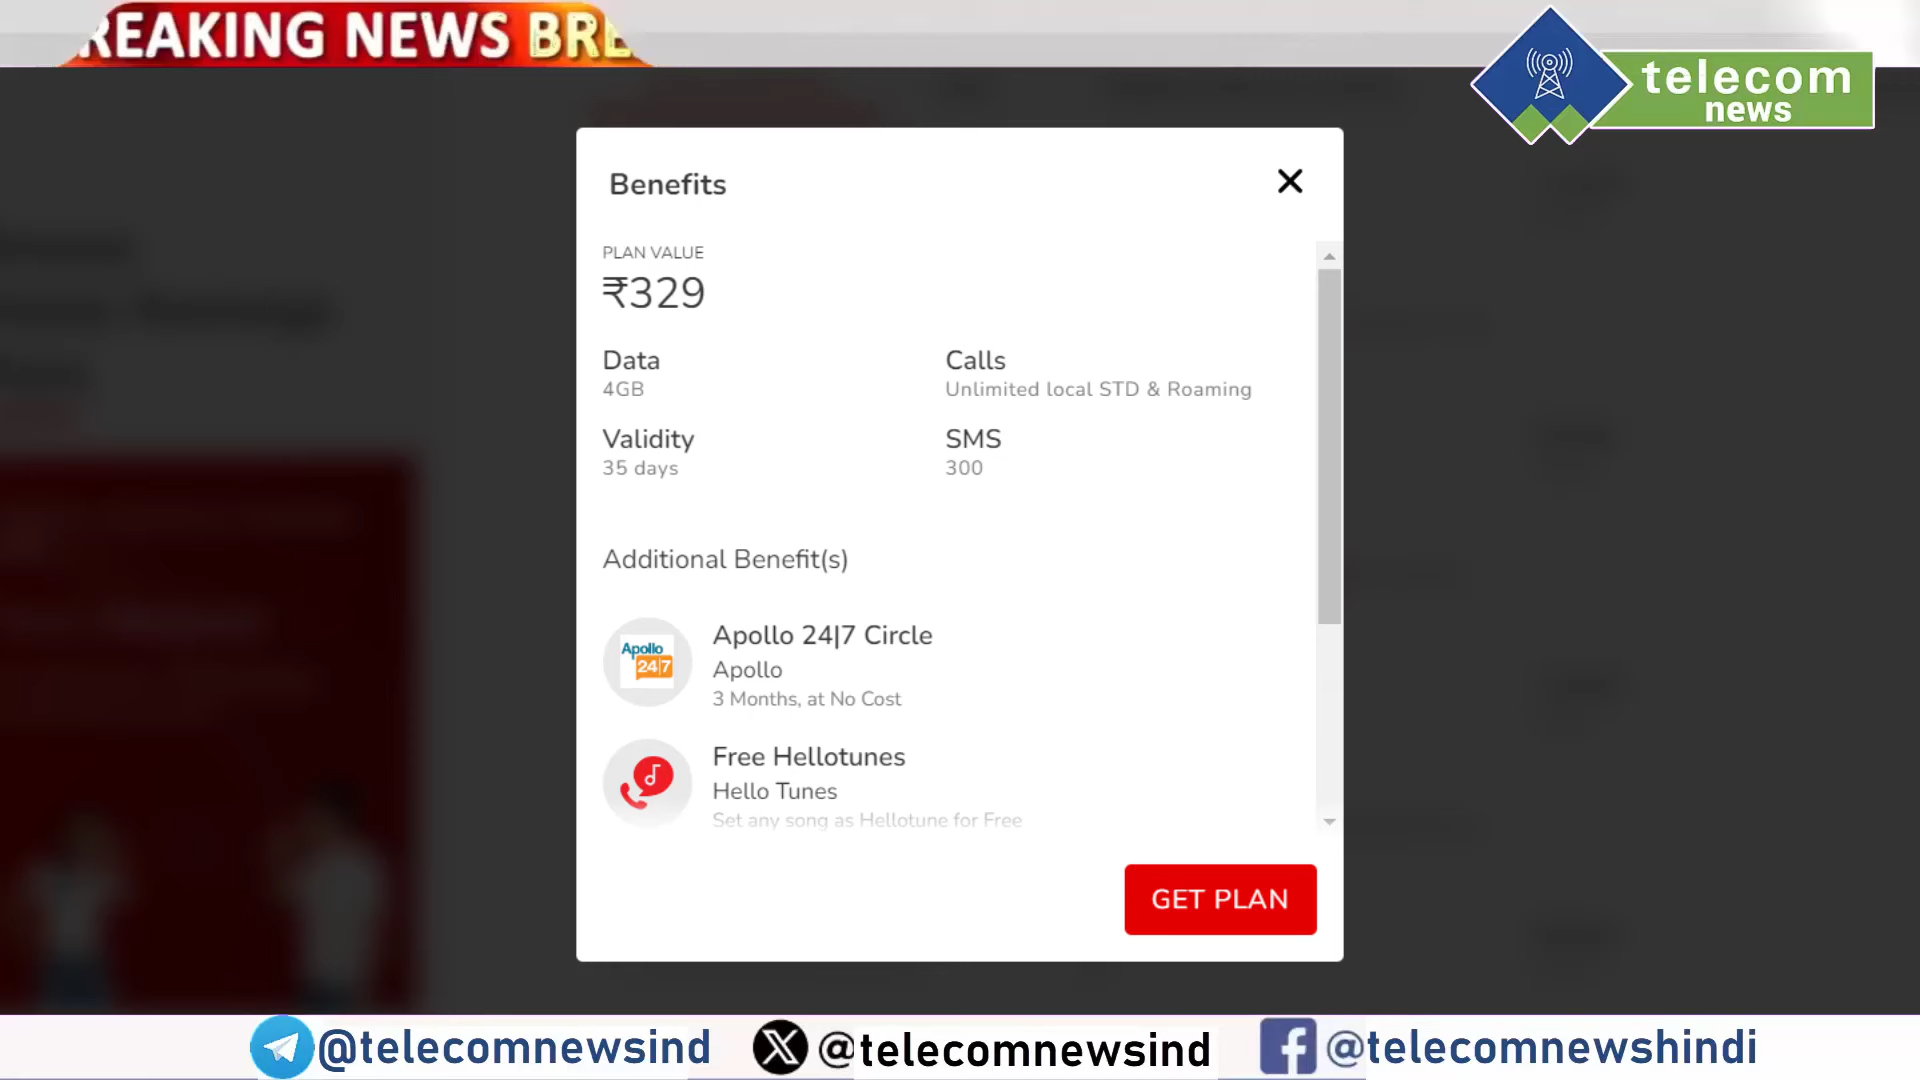 REAKING NEWS BRE
telecom
news
Benefits
PLAN VALUE
₹329
Data
4GB
Calls
Unlimited local STD & Roaming
Validity
35 days
SMS
300
Additional Benefit(s)
Apollo
24|7
Apollo 24|7 Circle
Apollo
3 Months, at No Cost
Free Hellotunes
Hello Tunes
Set any song as Hellotune for Free
GET PLAN
@telecomnewsind
@telecomnewsind
@telecomnewshindi